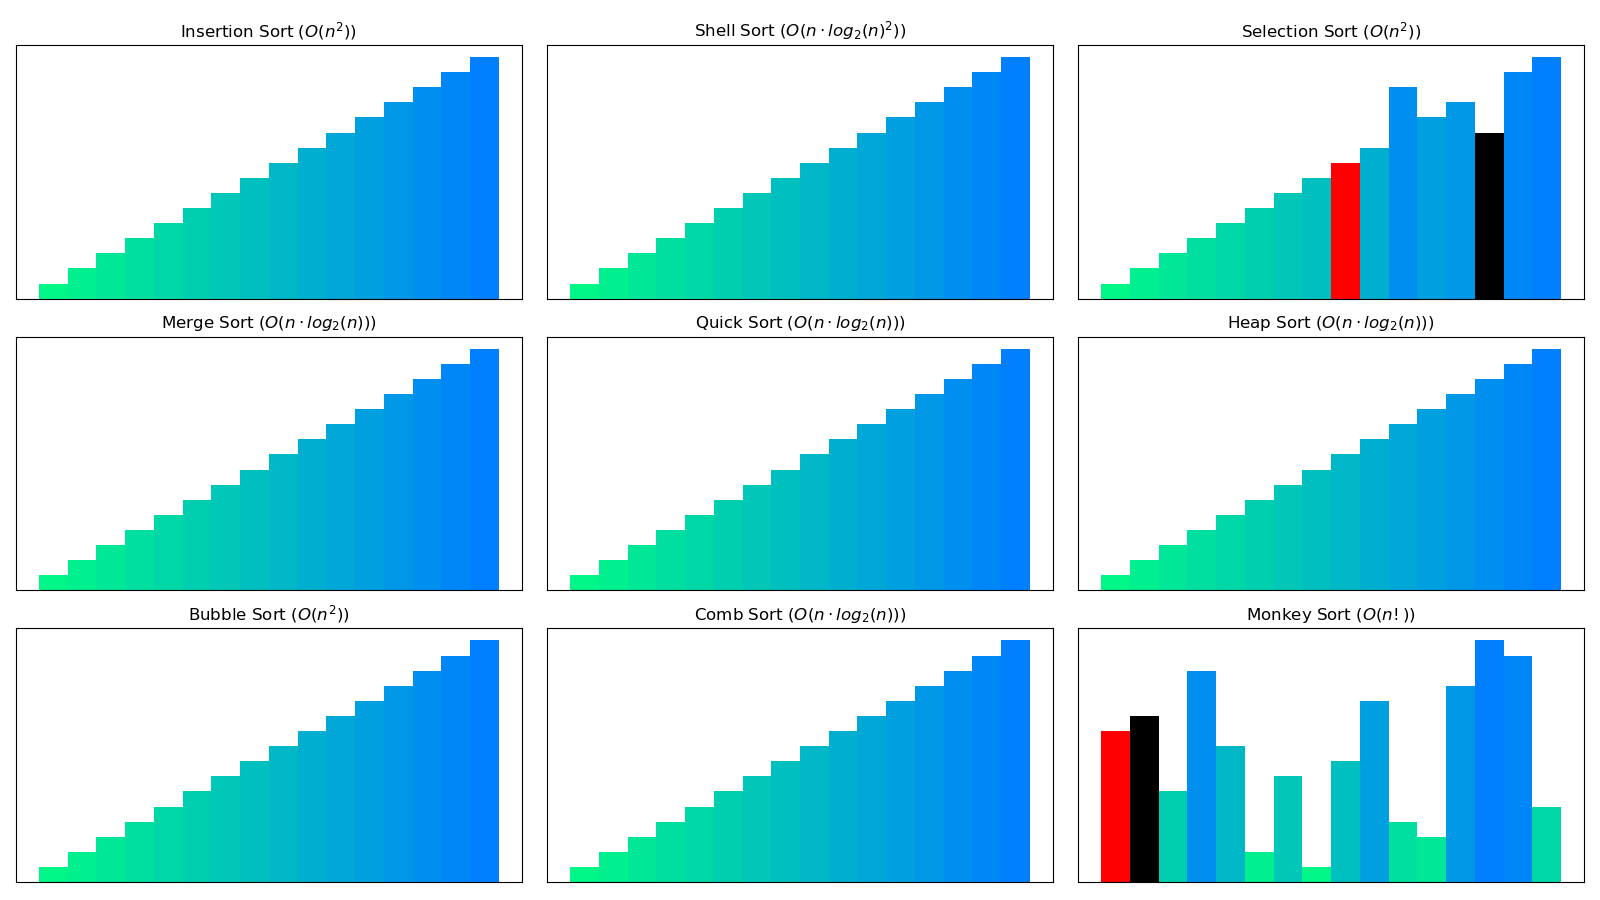 Insertion Sort (O(n²))
Shell Sort (O(n · log₂(n)²))
Selection Sort (O(n²))
Merge Sort (O(n · log₂(n)))
Quick Sort (O(n · log₂(n)))
Heap Sort (O(n · log₂(n)))
Bubble Sort (O(n²))
Comb Sort (O(n · log₂(n)))
Monkey Sort (O(n!))